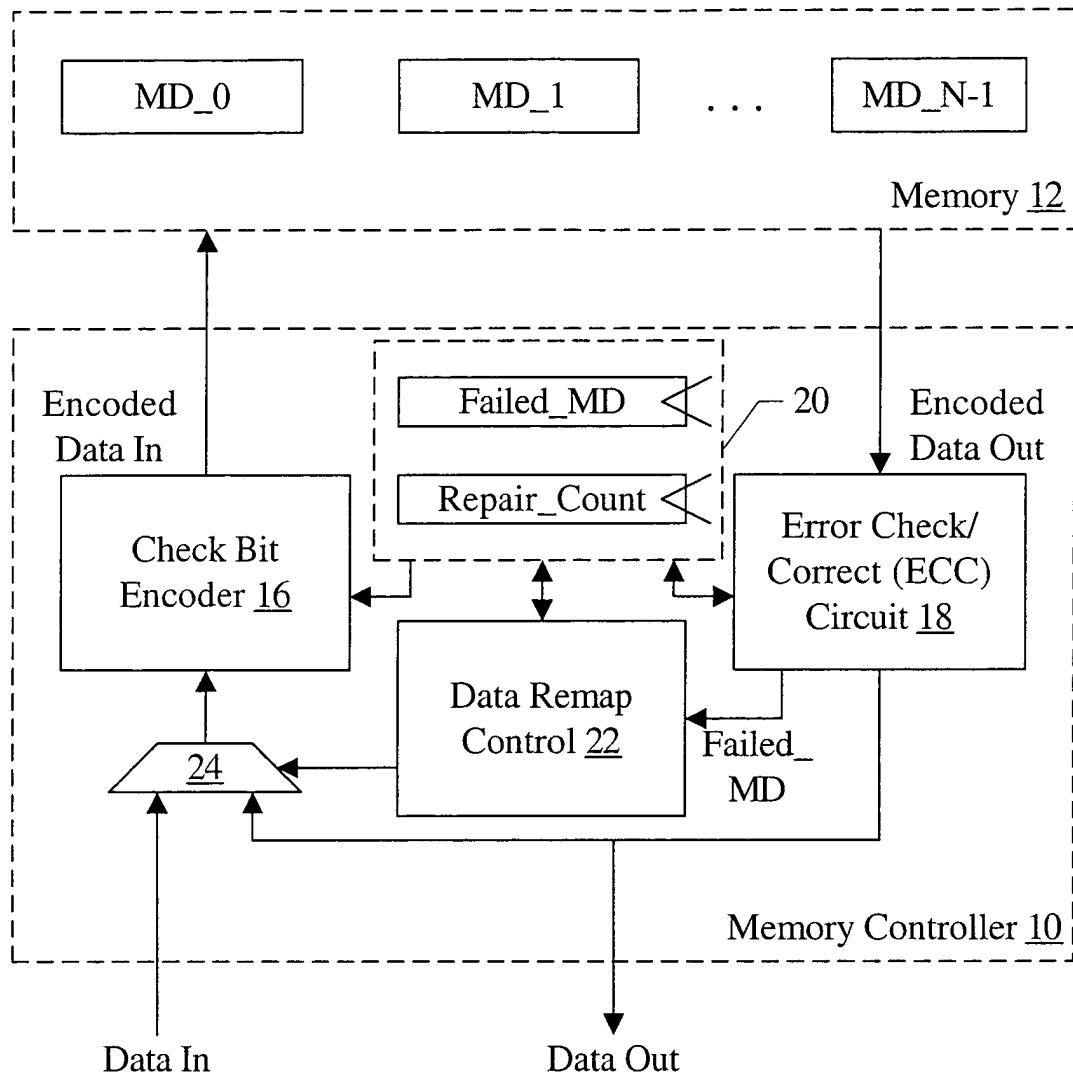 MD_0
MD_1
. . .
MD_N-1
Memory 12
Encoded
Data In
Failed_MD
Repair_Count
20
Encoded
Data Out
Check Bit
Encoder 16
Error Check/
Correct (ECC)
Circuit 18
Data Remap
Control 22
Failed_
MD
24
Memory Controller 10
Data In
Data Out